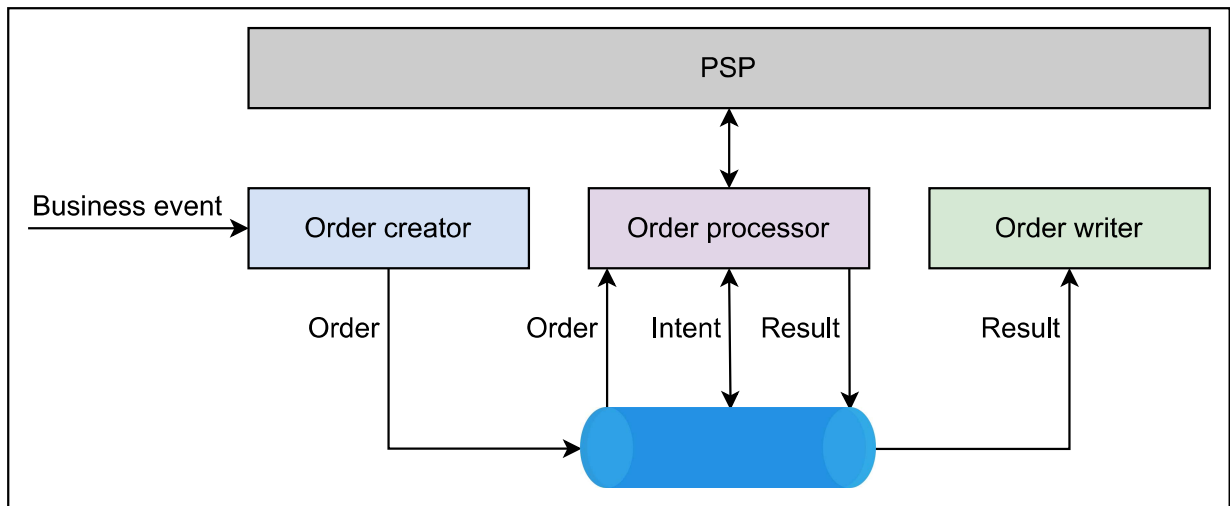 PSP
Business event
Order creator
Order processor
Order writer
Order
Order
Intent
Result
Result